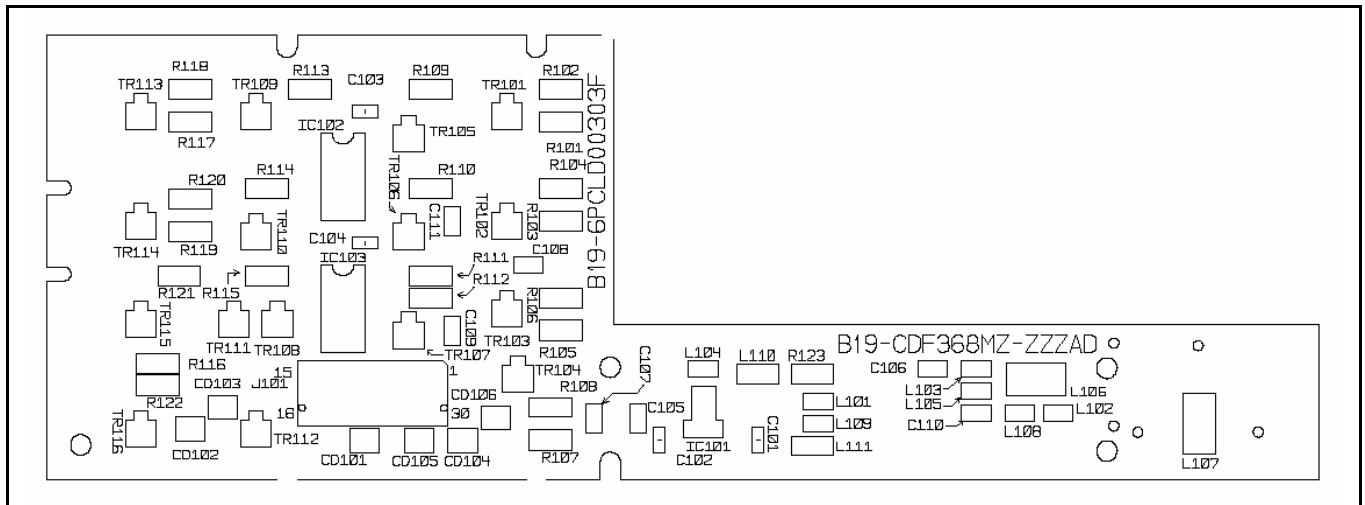 R118
R113
C103
R109
R102
TR113
TR109
TR101
R117
IC102
TR105
R101
R104
B19-6PCLD00303F
R120
R114
TR106
R110
TR102
R103
C111
TR114
R119
TR110
C104
IC103
R111
C108
R112
R121
R115
R106
TR115
TR111
TR108
C109
TR107
TR103
R105
R116
CD103
J101
15
1
TR104
R108
C107
R122
16
30
CD106
TR116
CD102
TR112
CD101
CD105
CD104
R107
C105
C102
L104
L110
R123
B19-CDF368MZ-ZZZAD
C106
L103
L105
C110
L106
L101
L109
L111
IC101
C101
L108
L102
L107